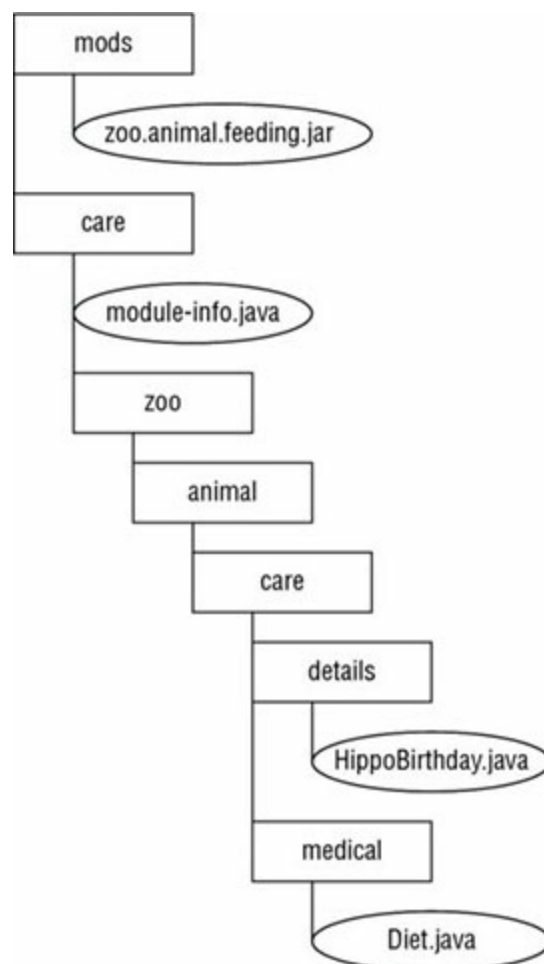 mods
zoo.animal.feeding.jar
care
module-info.java
zoo
animal
care
details
HippoBirthday.java
medical
Diet.java